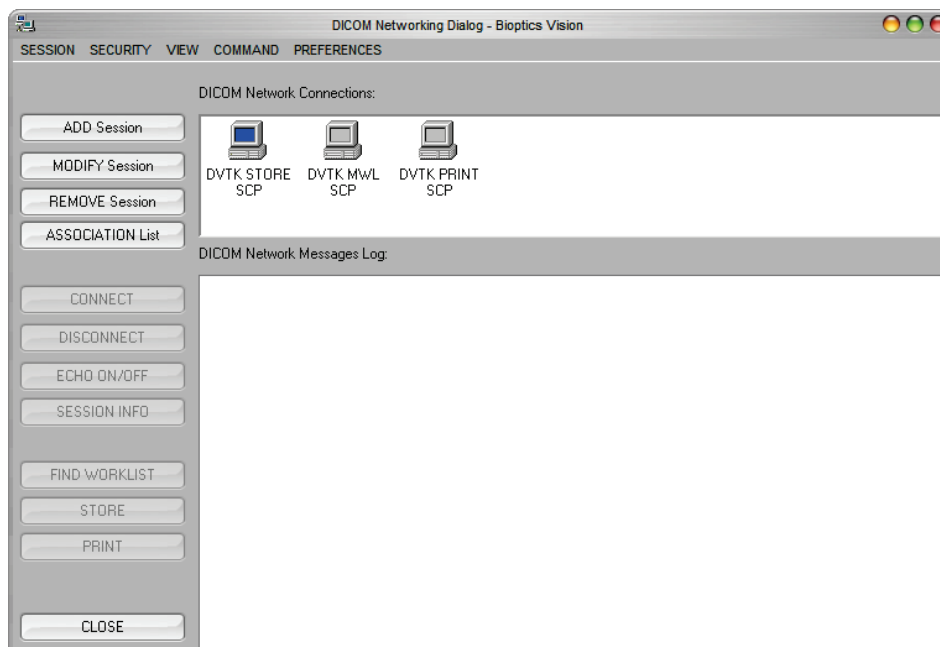 DICOM Networking Dialog - Bioptics Vision
SESSION SECURITY VIEW COMMAND PREFERENCES
DICOM Network Connections:
ADD Session
MODIFY Session
REMOVE Session
ASSOCIATION List
DVTK STORE SCP
DVTK MWL SCP
DVTK PRINT SCP
DICOM Network Messages Log:
CONNECT
DISCONNECT
ECHO ON/OFF
SESSION INFO
FIND WORKLIST
STORE
PRINT
CLOSE